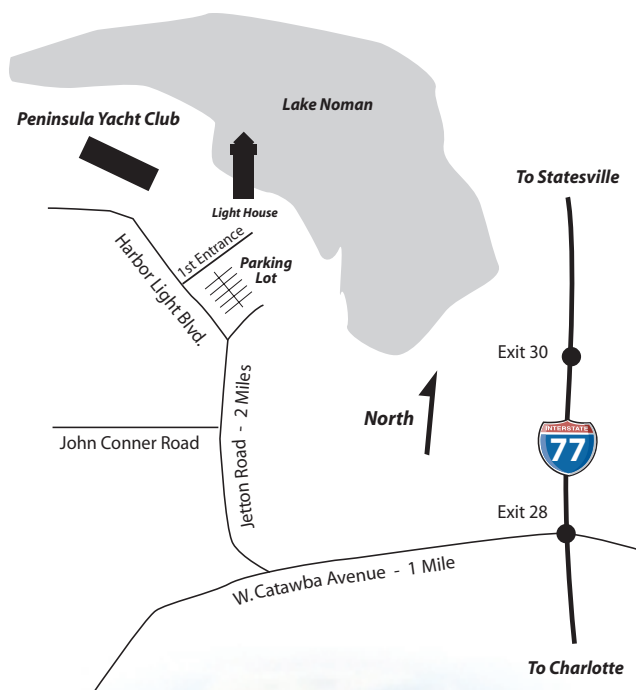 Lake Noman
Peninsula Yacht Club
To Statesville
Light House
1st Entrance
Parking
Lot
Harbor Light Blvd.
Exit 30
North
Jetton Road - 2 Miles
John Conner Road
INTERSTATE
77
Exit 28
W. Catawba Avenue - 1 Mile
To Charlotte